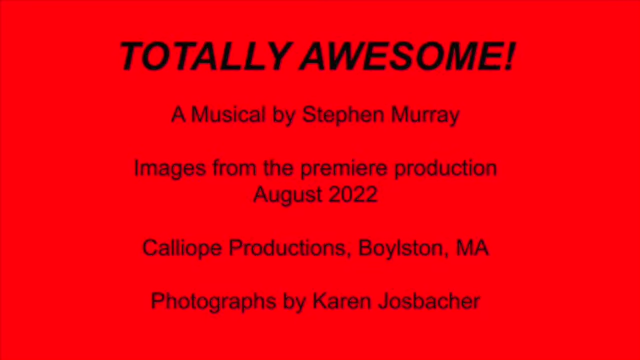 TOTALLY AWESOME!
A Musical by Stephen Murray
Images from the premiere production
August 2022
Calliope Productions, Boylston, MA
Photographs by Karen Josbacher